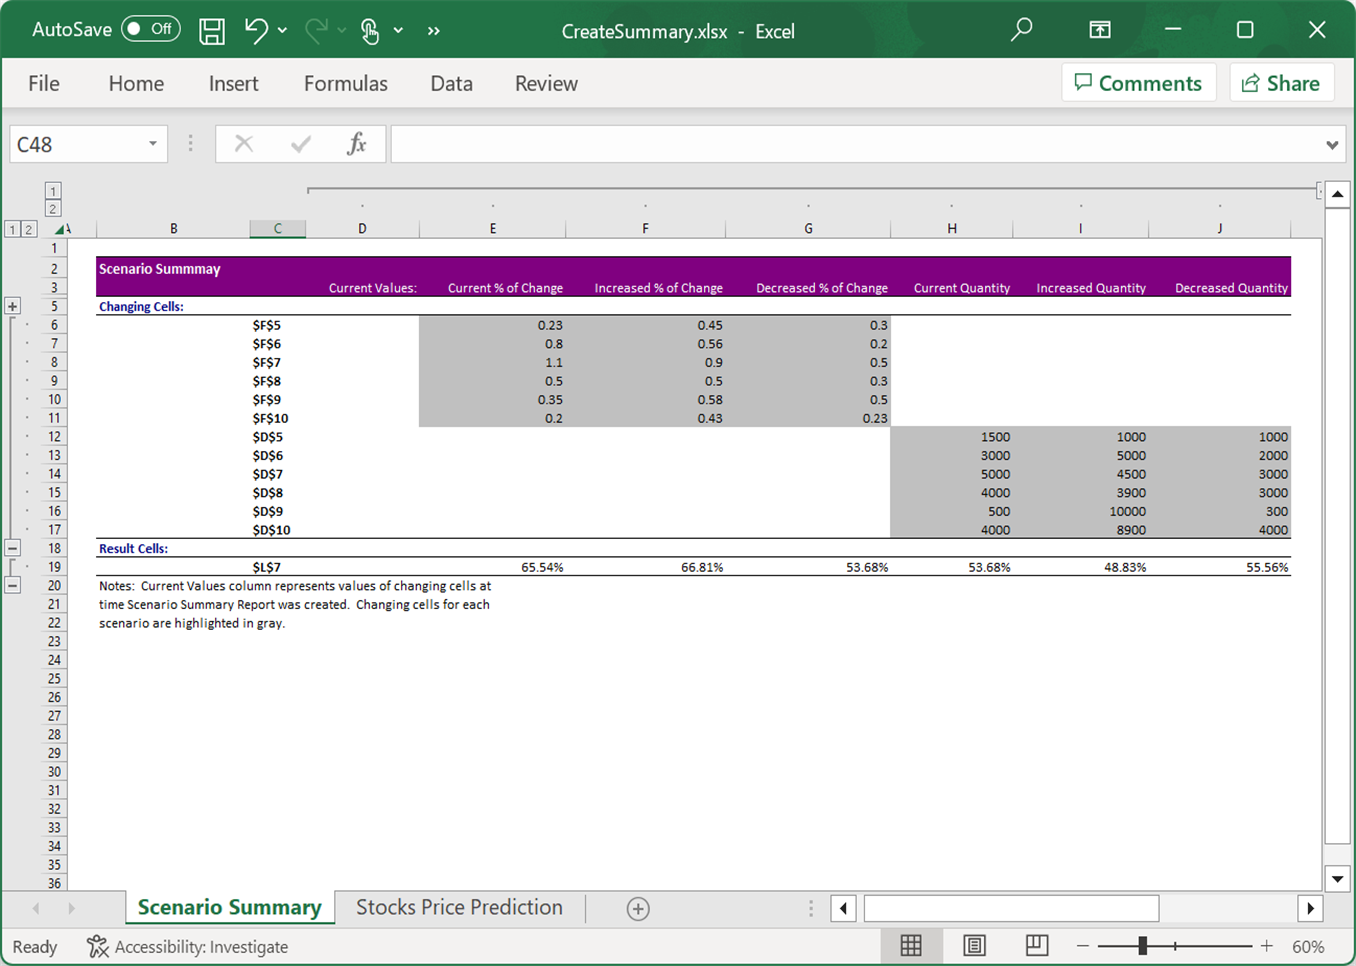 AutoSave Off CreateSummary.xlsx - Excel
File Home Insert Formulas Data Review Comments Share
C48 fx
1
2
1 2 A B C D E F G H I J
1
2 Scenario Summmay
3 Current Values: Current % of Change Increased % of Change Decreased % of Change Current Quantity Increased Quantity Decreased Quantity
5 Changing Cells:
6 $F$5 0.23 0.45 0.3
7 $F$6 0.8 0.56 0.2
8 $F$7 1.1 0.9 0.5
9 $F$8 0.5 0.5 0.3
10 $F$9 0.35 0.58 0.5
11 $F$10 0.2 0.43 0.23
12 $D$5 1500 1000 1000
13 $D$6 3000 5000 2000
14 $D$7 5000 4500 3000
15 $D$8 4000 3900 3000
16 $D$9 500 10000 300
17 $D$10 4000 8900 4000
18 Result Cells:
19 $L$7 65.54% 66.81% 53.68% 53.68% 48.83% 55.56%
20 Notes: Current Values column represents values of changing cells at
21 time Scenario Summary Report was created. Changing cells for each
22 scenario are highlighted in gray.
23
24
25
26
27
28
29
30
31
32
33
34
35
36
Scenario Summary Stocks Price Prediction
Ready Accessibility: Investigate 60%